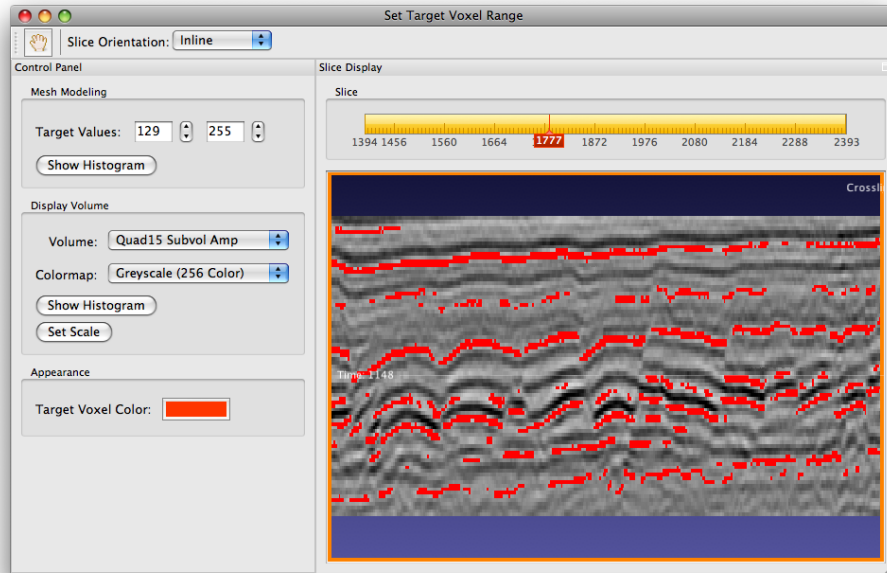 Set Target Voxel Range
Slice Orientation: Inline
Control Panel
Slice Display
Mesh Modeling
Target Values: 129 255
Show Histogram
Display Volume
Volume: Quad15 Subvol Amp
Colormap: Greyscale (256 Color)
Show Histogram
Set Scale
Appearance
Target Voxel Color:
Slice
1394 1456 1560 1664 1777 1872 1976 2080 2184 2288 2393
Time 1148